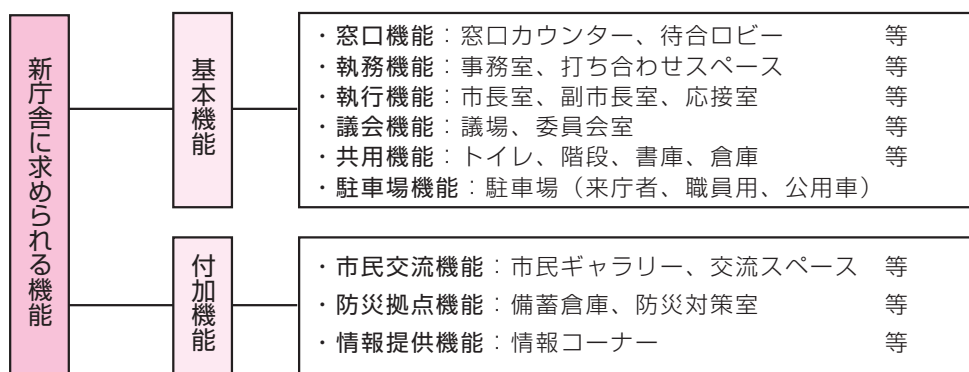 新庁舎に求められる機能
基本機能
・窓口機能：窓口カウンター、待合ロビー 等
・執務機能：事務室、打ち合わせスペース 等
・執行機能：市長室、副市長室、応接室 等
・議会機能：議場、委員会室 等
・共用機能：トイレ、階段、書庫、倉庫 等
・駐車場機能：駐車場（来庁者、職員用、公用車）
付加機能
・市民交流機能：市民ギャラリー、交流スペース 等
・防災拠点機能：備蓄倉庫、防災対策室 等
・情報提供機能：情報コーナー 等